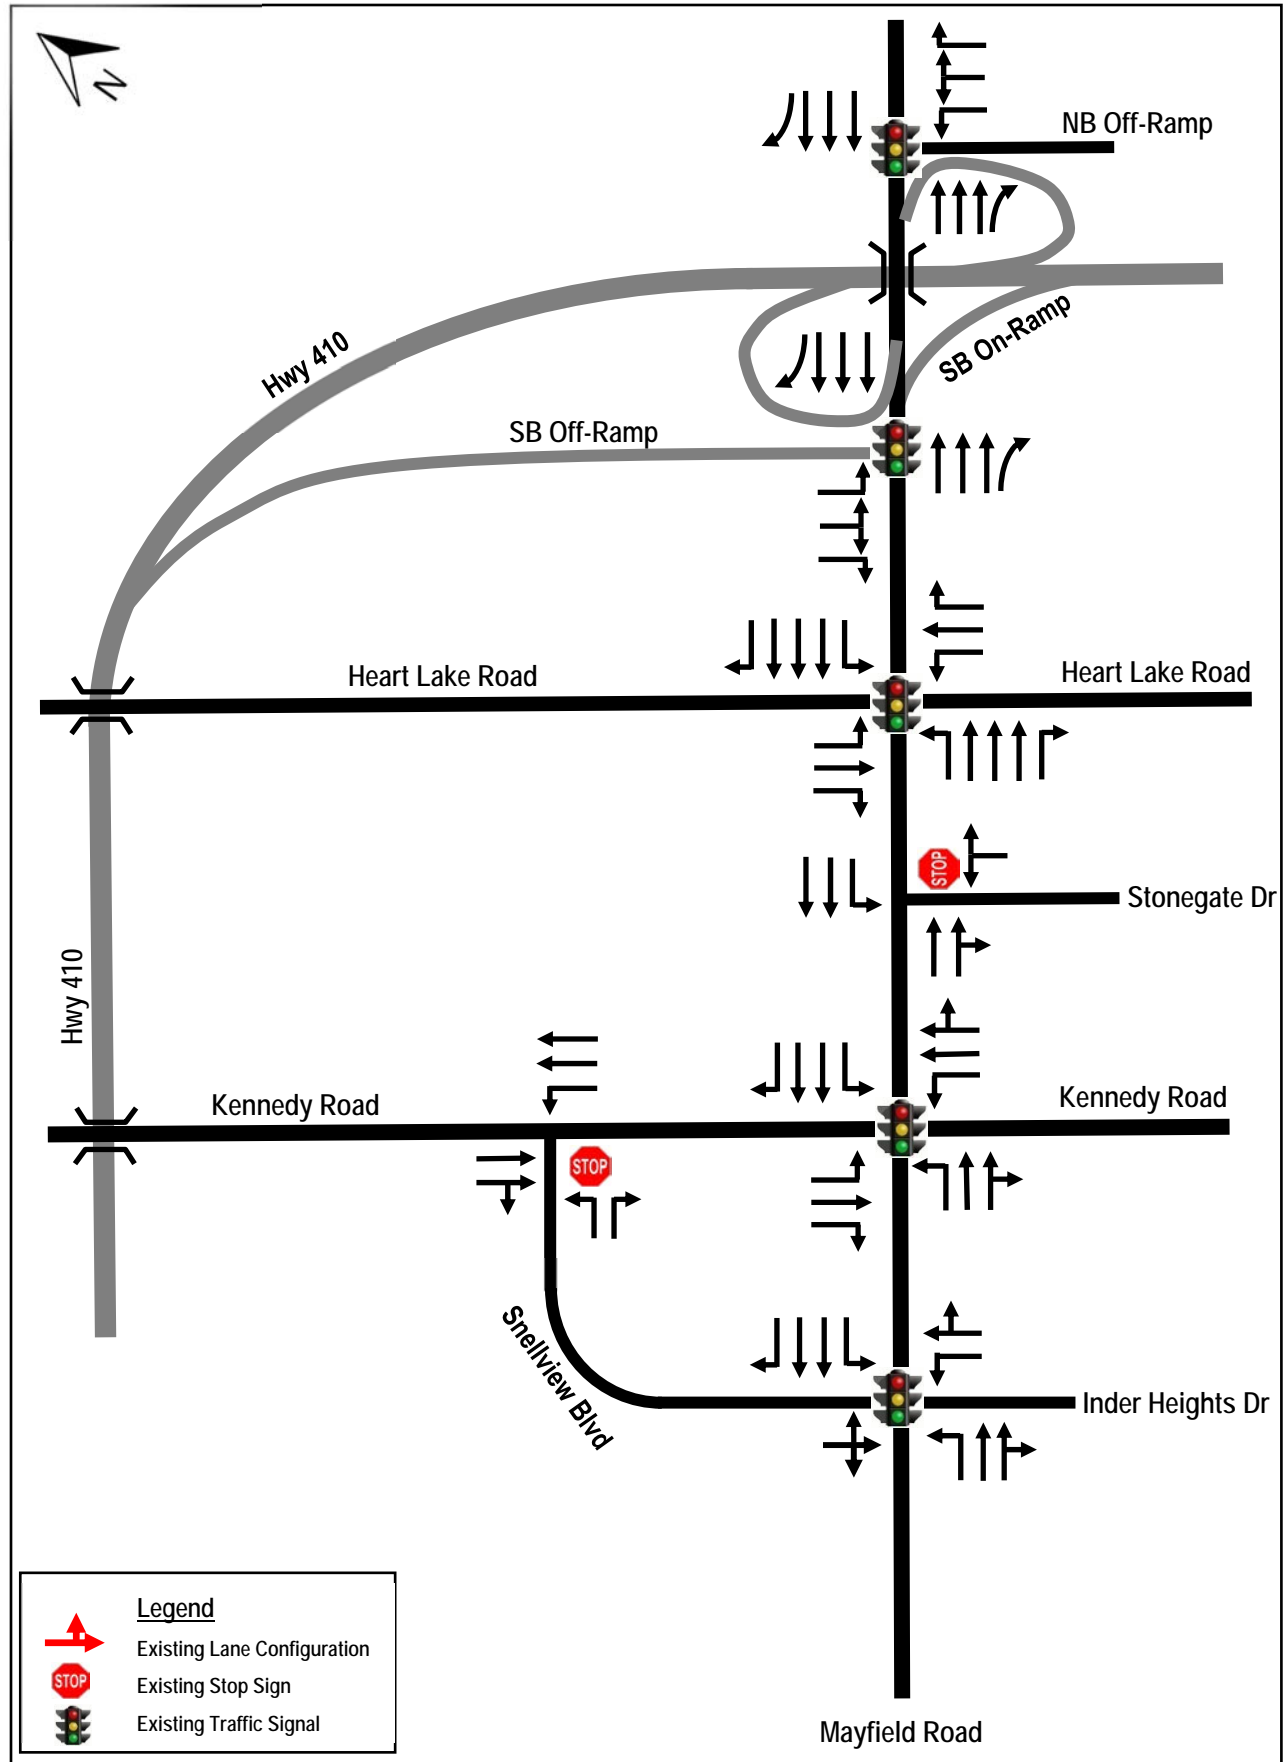 N
NB Off-Ramp
Hwy 410
SB On-Ramp
SB Off-Ramp
Heart Lake Road
Heart Lake Road
STOP
Stonegate Dr
Hwy 410
Kennedy Road
Kennedy Road
STOP
Snellview Blvd
Inder Heights Dr
Legend
Existing Lane Configuration
STOP
Existing Stop Sign
Existing Traffic Signal
Mayfield Road